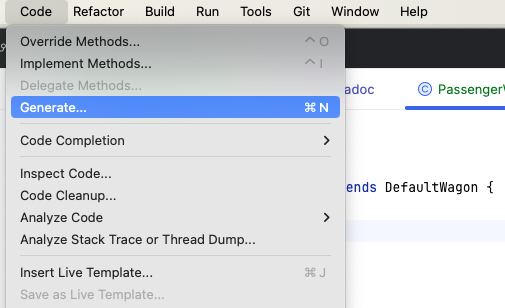 Code Refactor Build Run Tools Git Window Help
Override Methods... ^ O
Implement Methods... ^ I
Delegate Methods...
adoc
Generate... ⌘ N
Code Completion
Inspect Code...
Code Cleanup...
ends DefaultWagon {
Analyze Code
Analyze Stack Trace or Thread Dump...
Insert Live Template... ⌘ J
Save as Live Template...